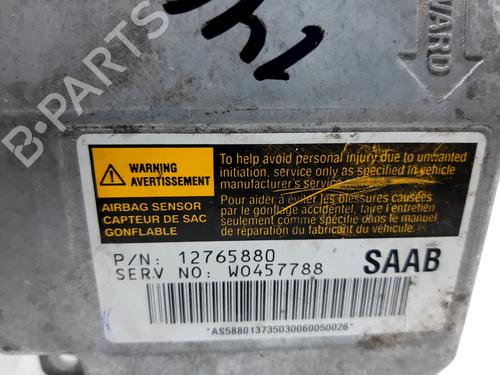 B-PARTS
WARD
WARNING
AVERTISSEMENT
AIRBAG SENSOR
CAPTEUR DE SAC
GONFLABLE
To help avoid personal injury due to unwanted
initiation, service only as specified in vehicle
manufacturer's service
Pour aider à éviter les blessures causées
par le gonflage accidentel, faire l'entretien
seulement comme spécifié dans le manuel
de réparation du fabricant du véhicule.
P/N: 12765880
SERV NO: W0457788
SAAB
*AS588013735030060050026*